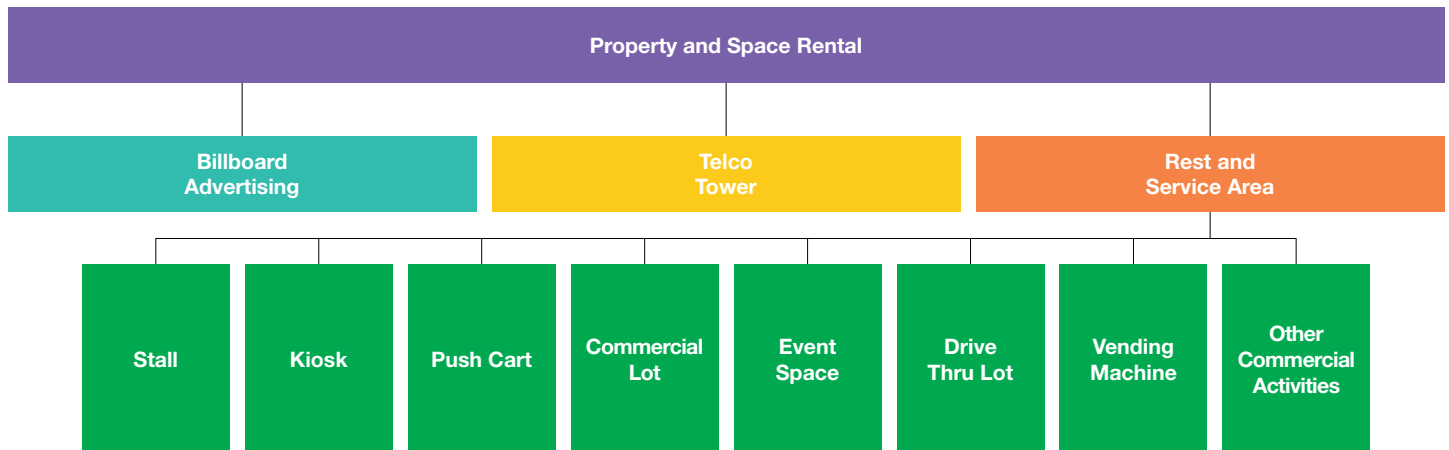 Property and Space Rental
Billboard
Advertising
Telco
Tower
Rest and
Service Area
Stall
Kiosk
Push Cart
Commercial
Lot
Event
Space
Drive
Thru Lot
Vending
Machine
Other
Commercial
Activities